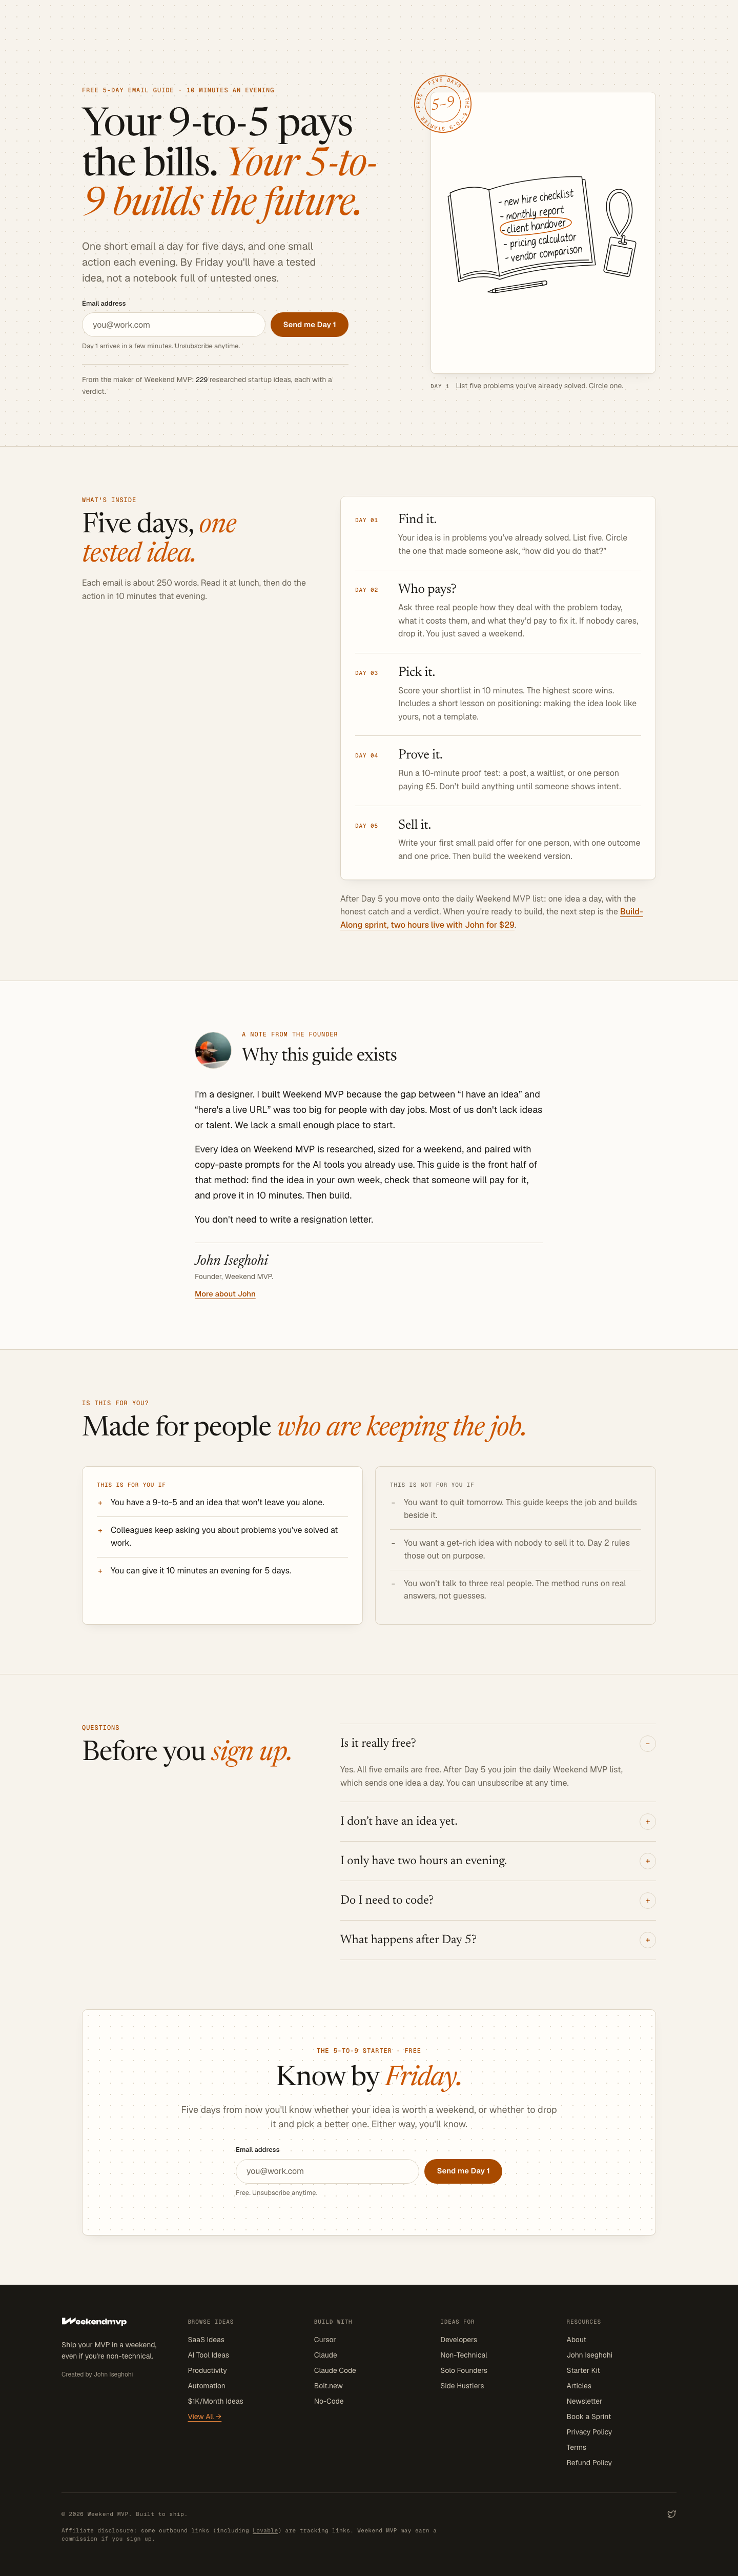 FREE 5-DAY EMAIL GUIDE · 10 MINUTES AN EVENING
Your 9-to-5 pays
the bills. Your 5-to-
9 builds the future.
One short email a day for five days, and one small
action each evening. By Friday you'll have a tested
idea, not a notebook full of untested ones.
Email address
you@work.com
Send me Day 1
Day 1 arrives in a few minutes. Unsubscribe anytime.
From the maker of Weekend MVP: 229 researched startup ideas, each with a
verdict.
FREE · FIVE DAYS · THE 5-TO-9 STARTER ·
5–9
- new hire checklist
- monthly report
- client handover
- pricing calculator
- vendor comparison
DAY 1 List five problems you've already solved. Circle one.
WHAT'S INSIDE
Five days, one
tested idea.
Each email is about 250 words. Read it at lunch, then do the
action in 10 minutes that evening.
DAY 01
Find it.
Your idea is in problems you've already solved. List five. Circle
the one that made someone ask, “how did you do that?”
DAY 02
Who pays?
Ask three real people how they deal with the problem today,
what it costs them, and what they'd pay to fix it. If nobody cares,
drop it. You just saved a weekend.
DAY 03
Pick it.
Score your shortlist in 10 minutes. The highest score wins.
Includes a short lesson on positioning: making the idea look like
yours, not a template.
DAY 04
Prove it.
Run a 10-minute proof test: a post, a waitlist, or one person
paying £5. Don't build anything until someone shows intent.
DAY 05
Sell it.
Write your first small paid offer for one person, with one outcome
and one price. Then build the weekend version.
After Day 5 you move onto the daily Weekend MVP list: one idea a day, with the
honest catch and a verdict. When you're ready to build, the next step is the Build-
Along sprint, two hours live with John for $29.
A NOTE FROM THE FOUNDER
Why this guide exists
I'm a designer. I built Weekend MVP because the gap between “I have an idea” and
“here's a live URL” was too big for people with day jobs. Most of us don't lack ideas
or talent. We lack a small enough place to start.
Every idea on Weekend MVP is researched, sized for a weekend, and paired with
copy-paste prompts for the AI tools you already use. This guide is the front half of
that method: find the idea in your own week, check that someone will pay for it,
and prove it in 10 minutes. Then build.
You don't need to write a resignation letter.
John Iseghohi
Founder, Weekend MVP.
More about John
IS THIS FOR YOU?
Made for people who are keeping the job.
THIS IS FOR YOU IF
+ You have a 9-to-5 and an idea that won't leave you alone.
+ Colleagues keep asking you about problems you've solved at
work.
+ You can give it 10 minutes an evening for 5 days.
THIS IS NOT FOR YOU IF
– You want to quit tomorrow. This guide keeps the job and builds
beside it.
– You want a get-rich idea with nobody to sell it to. Day 2 rules
those out on purpose.
– You won't talk to three real people. The method runs on real
answers, not guesses.
QUESTIONS
Before you sign up.
Is it really free? –
Yes. All five emails are free. After Day 5 you join the daily Weekend MVP list,
which sends one idea a day. You can unsubscribe at any time.
I don't have an idea yet. +
I only have two hours an evening. +
Do I need to code? +
What happens after Day 5? +
THE 5-TO-9 STARTER · FREE
Know by Friday.
Five days from now you'll know whether your idea is worth a weekend, or whether to drop
it and pick a better one. Either way, you'll know.
Email address
you@work.com
Send me Day 1
Free. Unsubscribe anytime.
Weekendmvp
Ship your MVP in a weekend,
even if you're non-technical.
Created by John Iseghohi
BROWSE IDEAS
SaaS Ideas
AI Tool Ideas
Productivity
Automation
$1K/Month Ideas
View All →
BUILD WITH
Cursor
Claude
Claude Code
Bolt.new
No-Code
IDEAS FOR
Developers
Non-Technical
Solo Founders
Side Hustlers
RESOURCES
About
John Iseghohi
Starter Kit
Articles
Newsletter
Book a Sprint
Privacy Policy
Terms
Refund Policy
© 2026 Weekend MVP. Built to ship.
Affiliate disclosure: some outbound links (including Lovable) are tracking links. Weekend MVP may earn a
commission if you sign up.